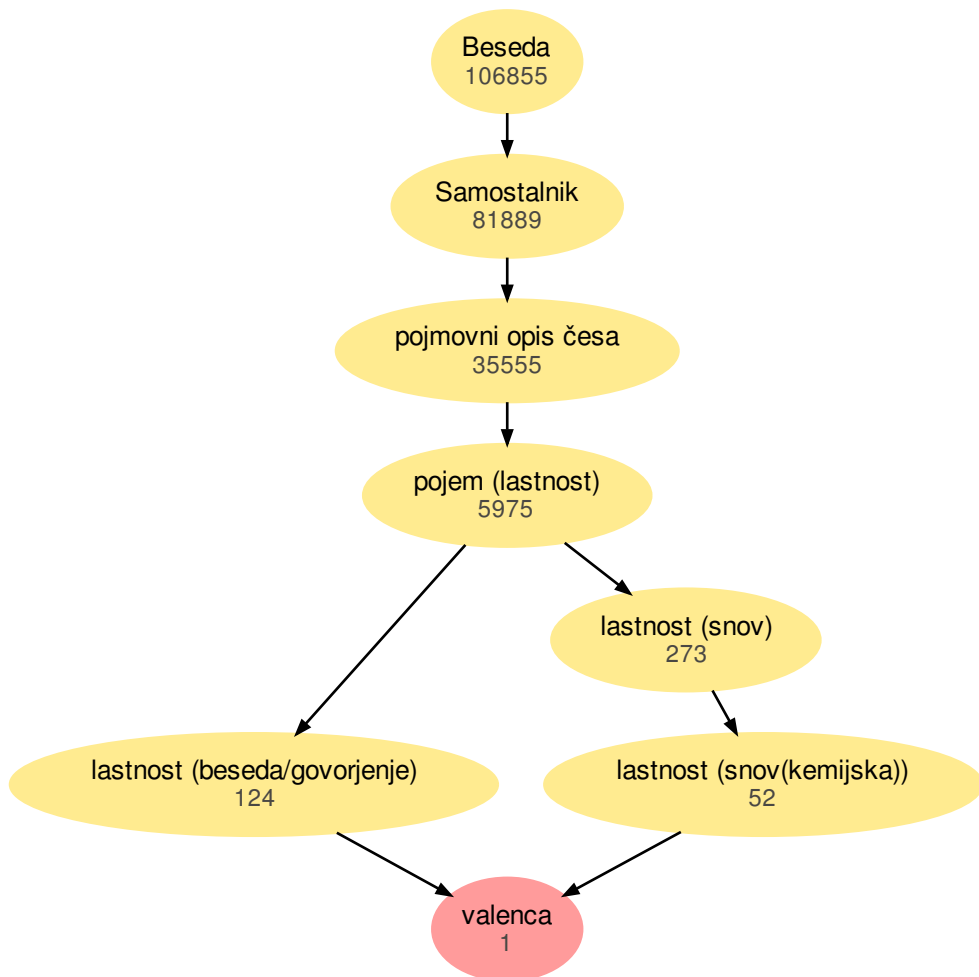 Beseda
106855
Samostalnik
81889
pojmovni opis česa
35555
pojem (lastnost)
5975
lastnost (snov)
273
lastnost (beseda/govorjenje)
124
lastnost (snov(kemijska))
52
valenca
1